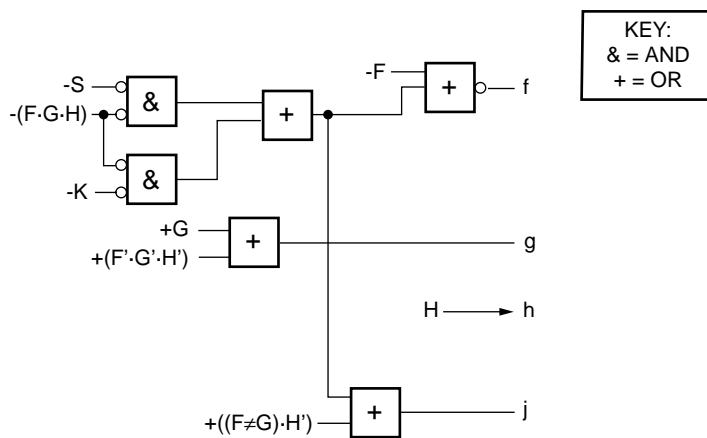 KEY:
& = AND
+ = OR
-S
&
-(F·G·H)
+
-F
+
f
&
-K
+G
+
g
+(F'·G'·H')
H
h
+((F≠G)·H')
+
j